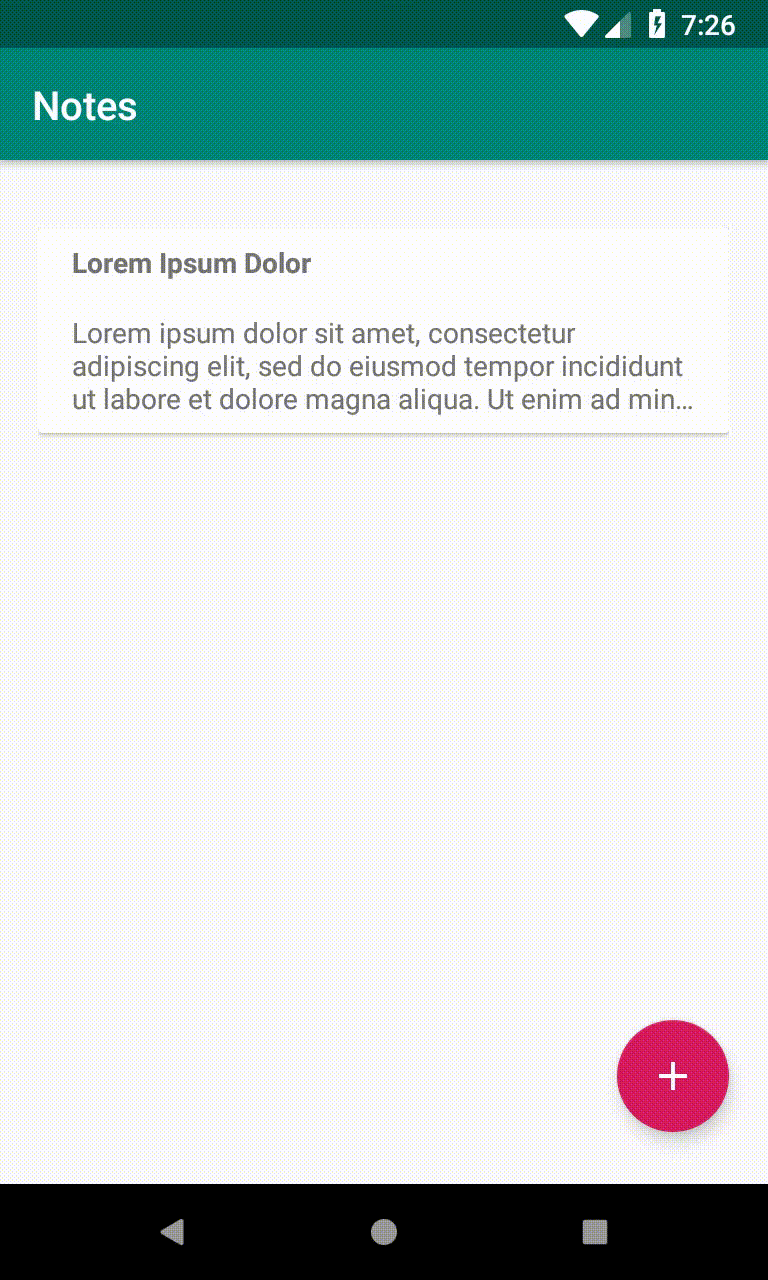 7:26
Notes
Lorem Ipsum Dolor
Lorem ipsum dolor sit amet, consectetur
adipiscing elit, sed do eiusmod tempor incididunt
ut labore et dolore magna aliqua. Ut enim ad min…